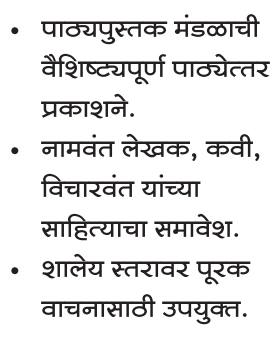 • पाठ्यपुस्तक मंडळाची
वैशिष्ट्यपूर्ण पाठ्येत्तर
प्रकाशने.
• नामवंत लेखक, कवी,
विचारवंत यांच्या
साहित्याचा समावेश.
• शालेय स्तरावर पूरक
वाचनासाठी उपयुक्त.